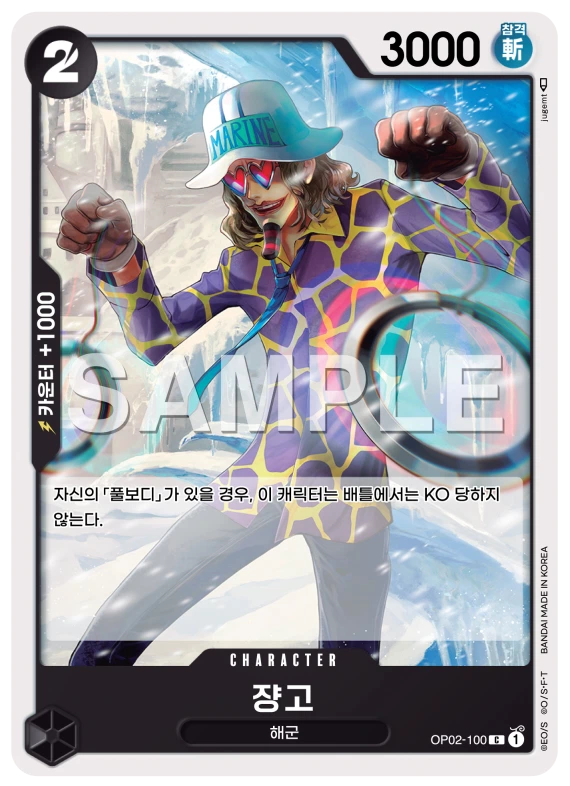 2
3000
참격
斬
jugemt
MARINE
카운터 +1000
SAMPLE
자신의 「풀보디」가 있을 경우, 이 캐릭터는 배틀에서는 KO 당하지
않는다.
CHARACTER
쟝고
해군
OP02-100 C 1
©EO/S ©O/S·F·T BANDAI MADE IN KOREA